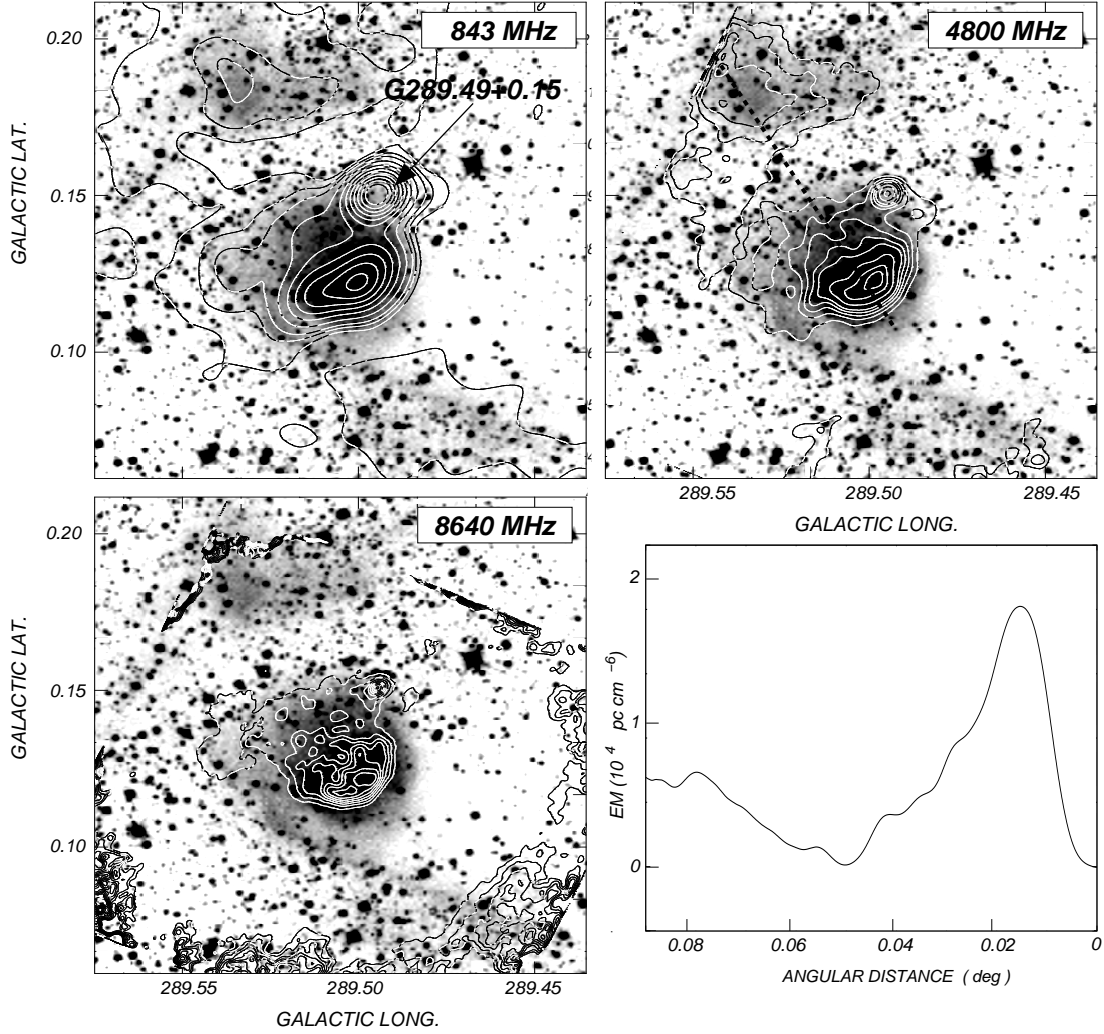 843 MHz
4800 MHz
0.20
G289.49+0.15
GALACTIC LAT.
0.15
0.10
289.55
289.50
289.45
GALACTIC LONG.
8640 MHz
0.20
GALACTIC LAT.
0.15
0.10
289.55
289.50
289.45
GALACTIC LONG.
2
1
0
EM (10 4 pc cm −6)
0.08
0.06
0.04
0.02
0
ANGULAR DISTANCE ( deg )